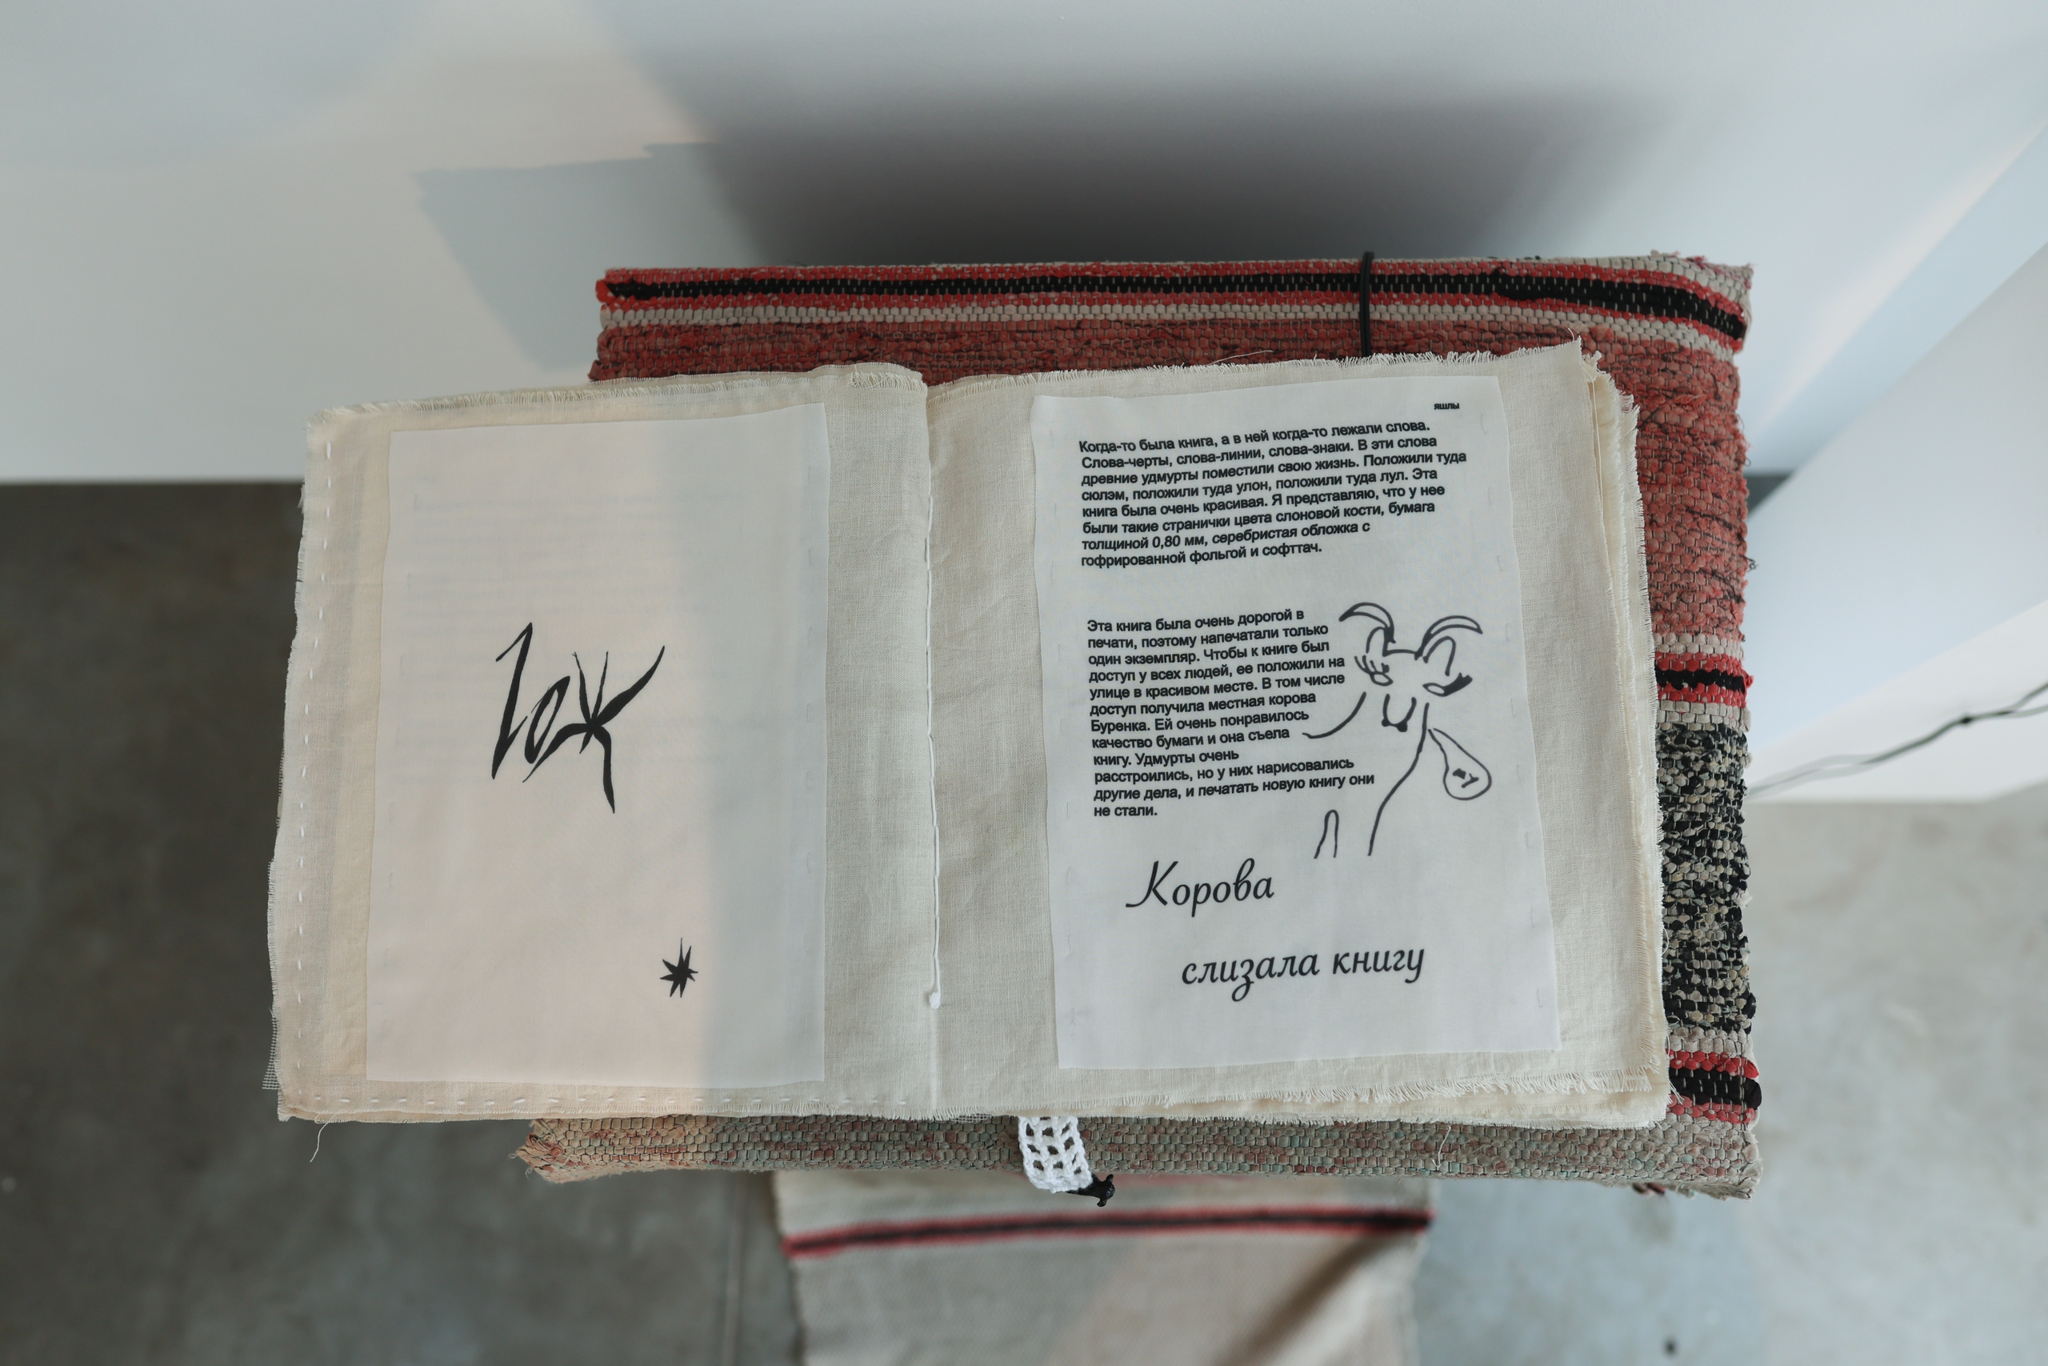 яшлы
Когда-то была книга, а в ней когда-то лежали слова.
Слова-черты, слова-линии, слова-знаки. В эти слова
древние удмурты поместили свою жизнь. Положили туда
сюлэм, положили туда улон, положили туда лул. Эта
книга была очень красивая. Я представляю, что у нее
были такие странички цвета слоновой кости, бумага
толщиной 0,80 мм, серебристая обложка с
гофрированной фольгой и софттач.
Эта книга была очень дорогой в
печати, поэтому напечатали только
один экземпляр. Чтобы к книге был
доступ у всех людей, ее положили на
улице в красивом месте. В том числе
доступ получила местная корова
Буренка. Ей очень понравилось
качество бумаги и она съела
книгу. Удмурты очень
расстроились, но у них нарисовались
другие дела, и печатать новую книгу они
не стали.
Корова
слизала книгу